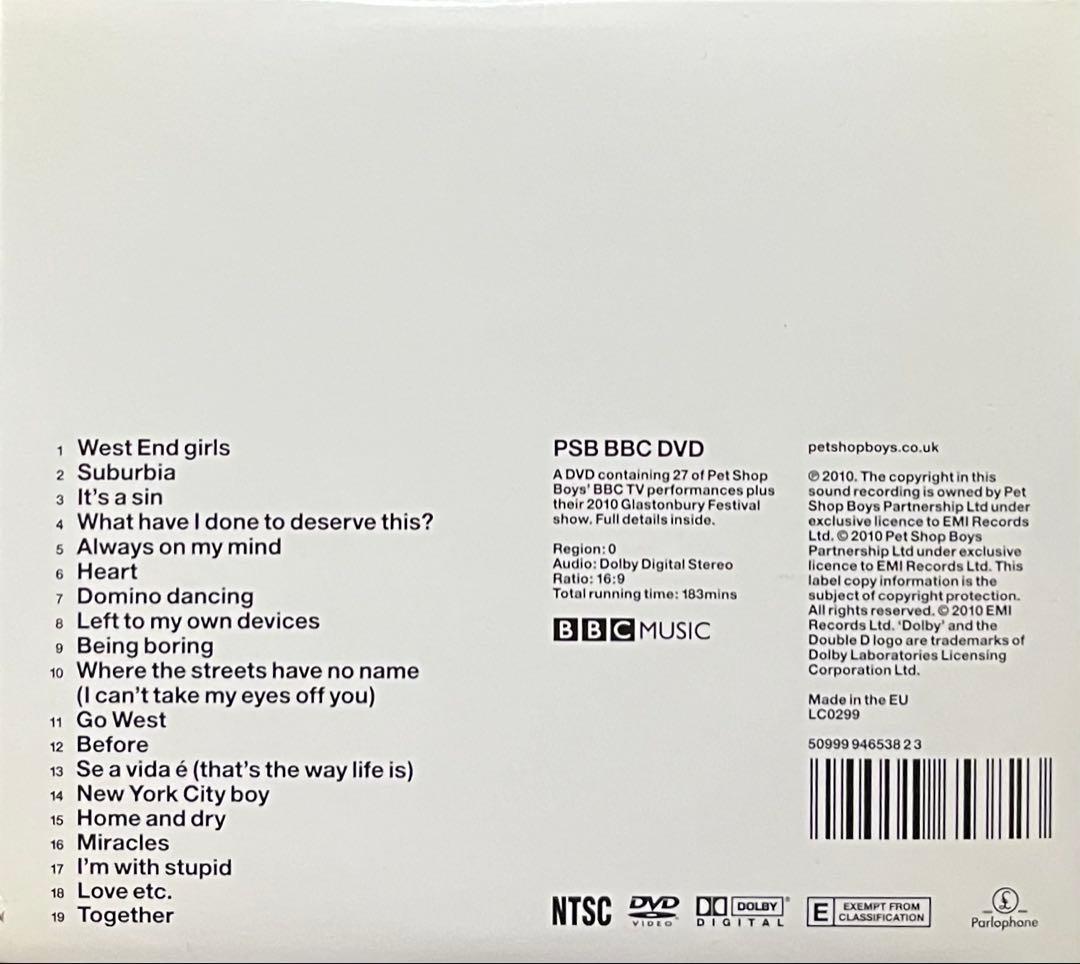 1 West End girls
2 Suburbia
3 It's a sin
4 What have I done to deserve this?
5 Always on my mind
6 Heart
7 Domino dancing
8 Left to my own devices
9 Being boring
10 Where the streets have no name
(I can't take my eyes off you)
11 Go West
12 Before
13 Se a vida é (that's the way life is)
14 New York City boy
15 Home and dry
16 Miracles
17 I'm with stupid
18 Love etc.
19 Together
PSB BBC DVD
A DVD containing 27 of Pet Shop
Boys' BBC TV performances plus
their 2010 Glastonbury Festival
show. Full details inside.
Region: 0
Audio: Dolby Digital Stereo
Ratio: 16:9
Total running time: 183mins
BBC MUSIC
petshopboys.co.uk
℗ 2010. The copyright in this
sound recording is owned by Pet
Shop Boys Partnership Ltd under
exclusive licence to EMI Records
Ltd. © 2010 Pet Shop Boys
Partnership Ltd under exclusive
licence to EMI Records Ltd. This
label copy information is the
subject of copyright protection.
All rights reserved. © 2010 EMI
Records Ltd. 'Dolby' and the
Double D logo are trademarks of
Dolby Laboratories Licensing
Corporation Ltd.
Made in the EU
LC0299
50999 946538 2 3
NTSC
DVD
VIDEO
DOLBY
DIGITAL
E EXEMPT FROM
CLASSIFICATION
£
Parlophone